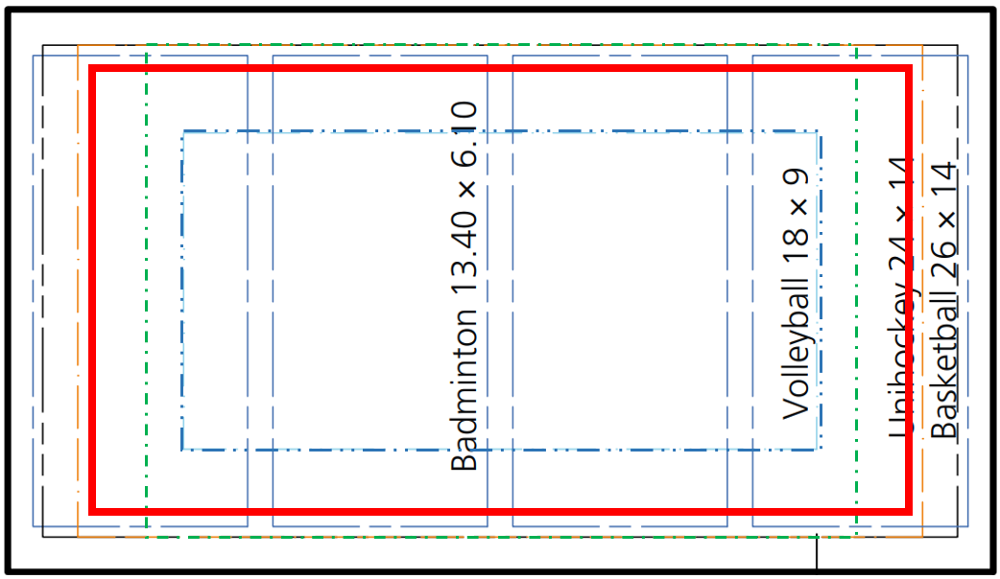 Badminton 13.40 × 6.10
Volleyball 18 × 9
Unihockey 24 × 14
Basketball 26 × 14